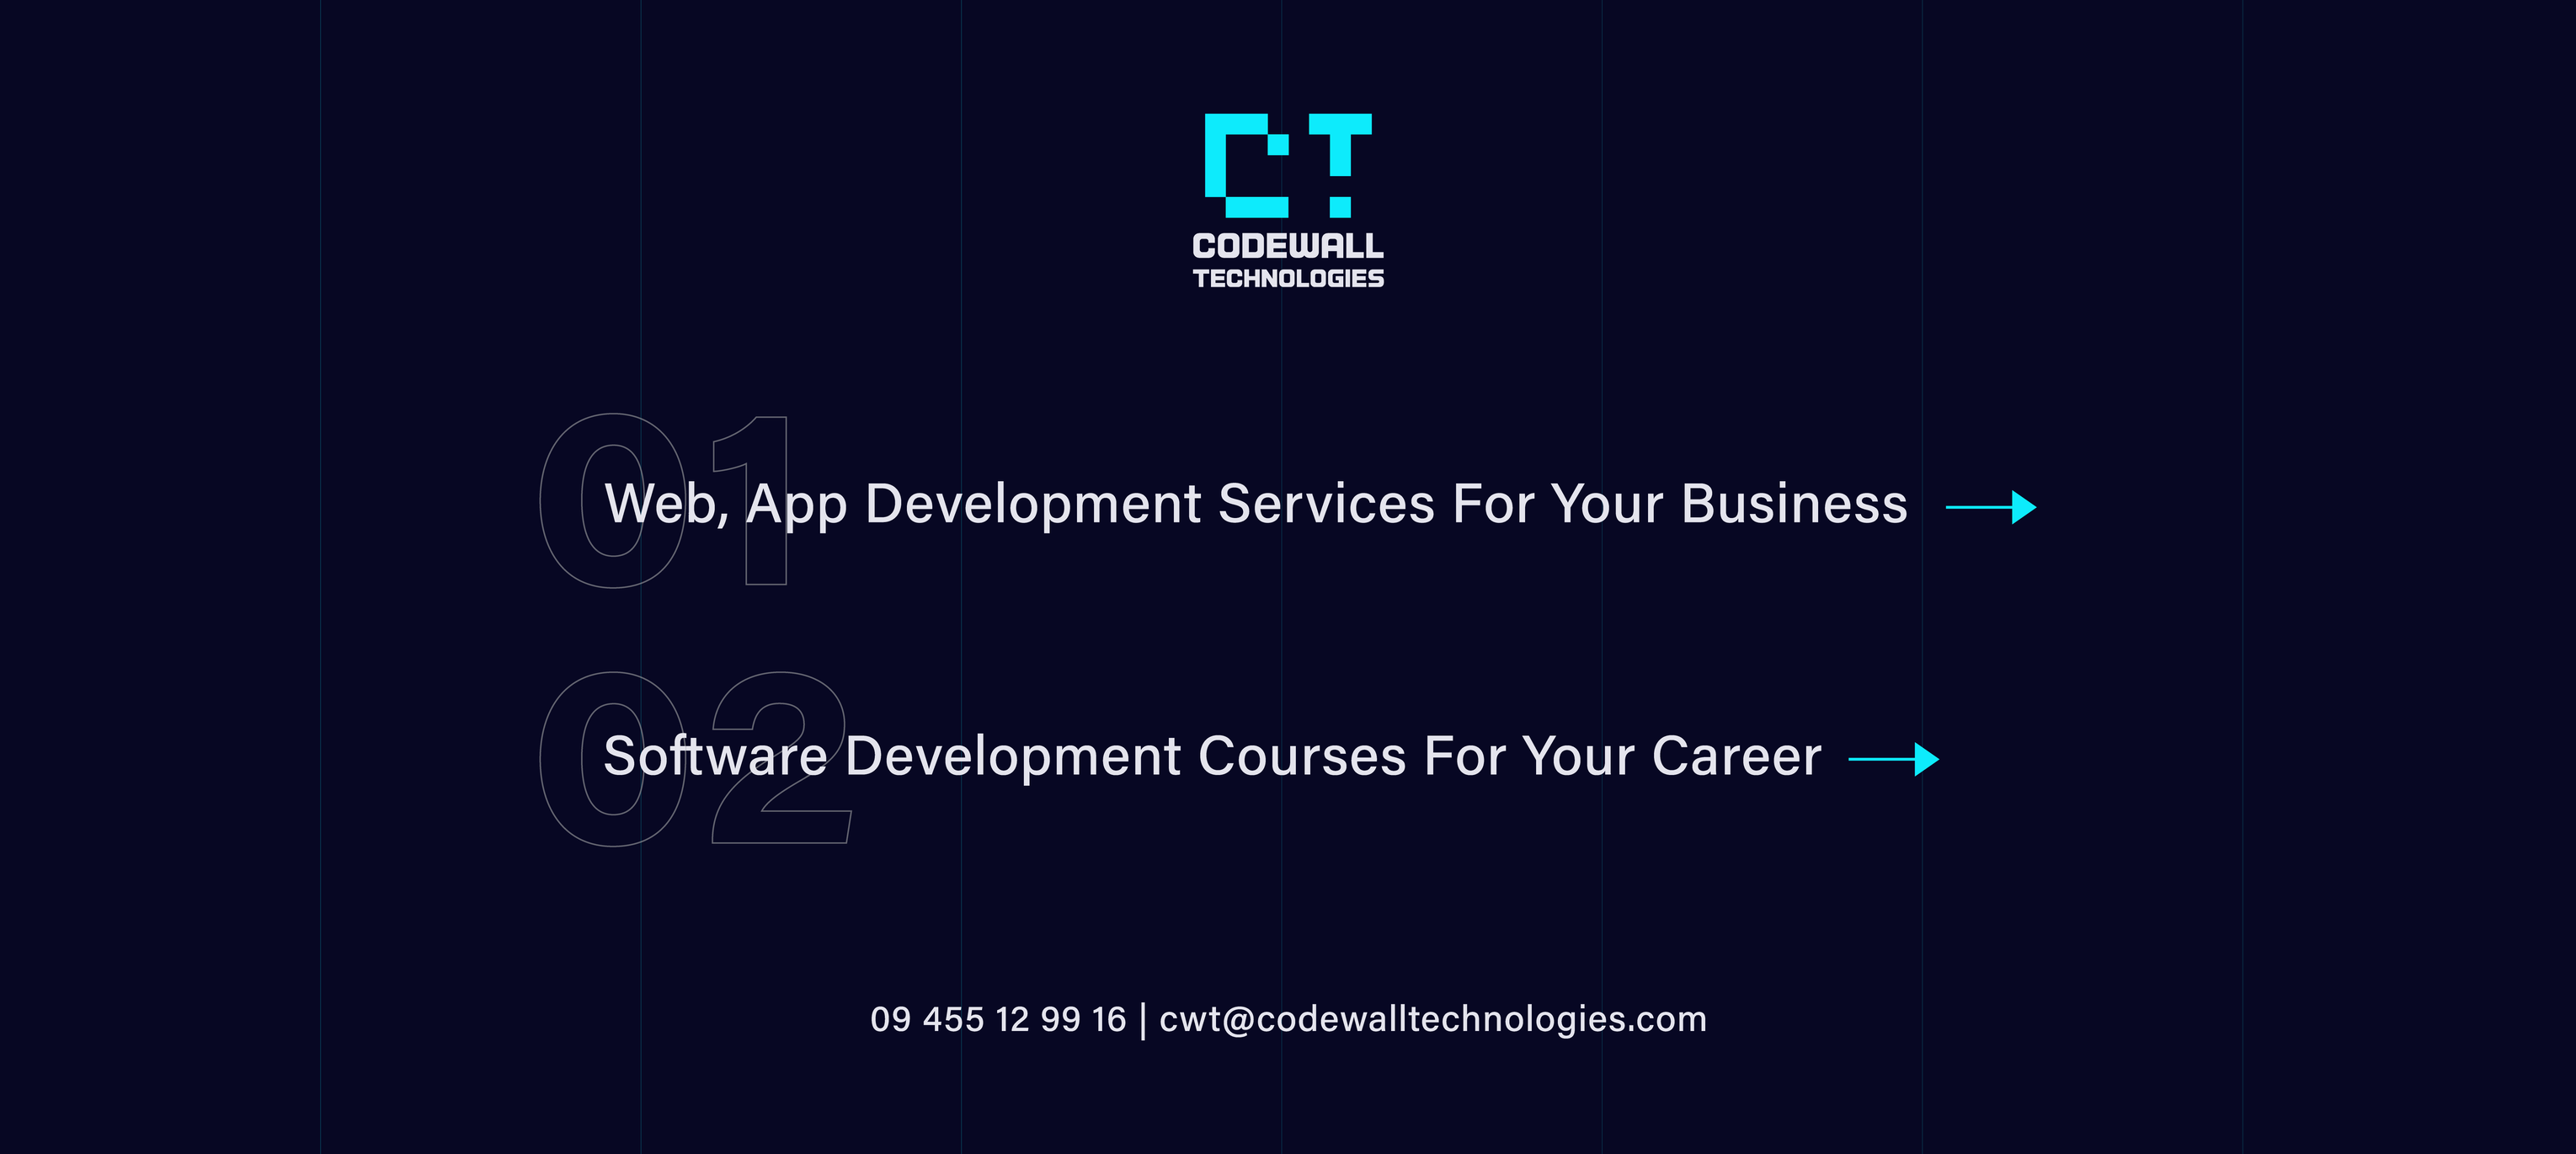 CT
CODEWALL
TECHNOLOGIES
01
Web, App Development Services For Your Business
02
Software Development Courses For Your Career
09 455 12 99 16 | cwt@codewalltechnologies.com